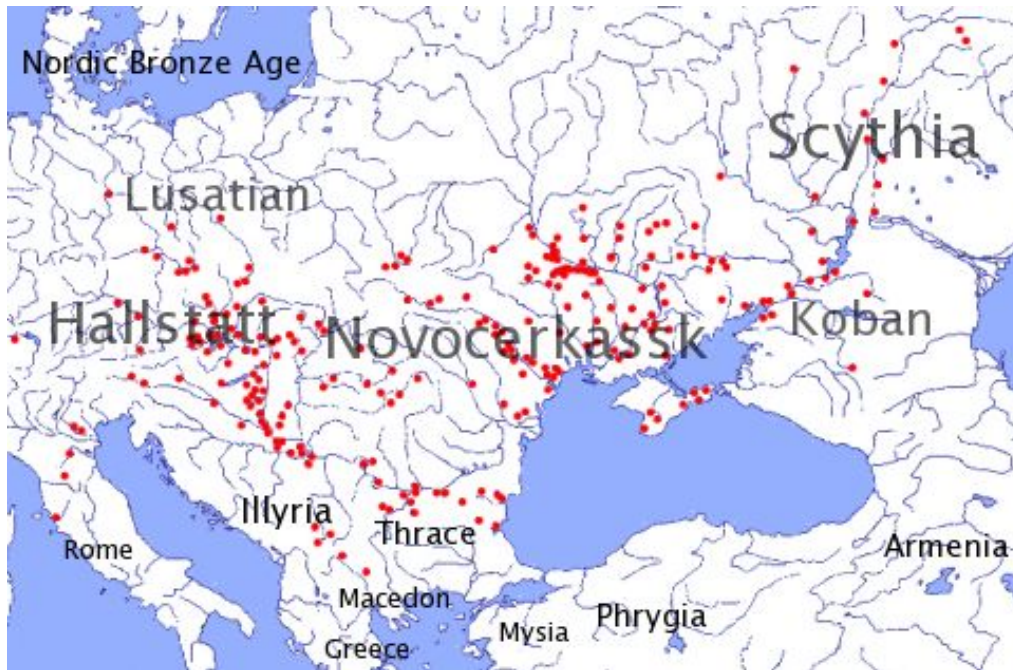 Nordic Bronze Age
Scythia
Lusatian
Hallstatt
Novocerkassk
Koban
Illyria
Thrace
Rome
Armenia
Macedon
Phrygia
Mysia
Greece